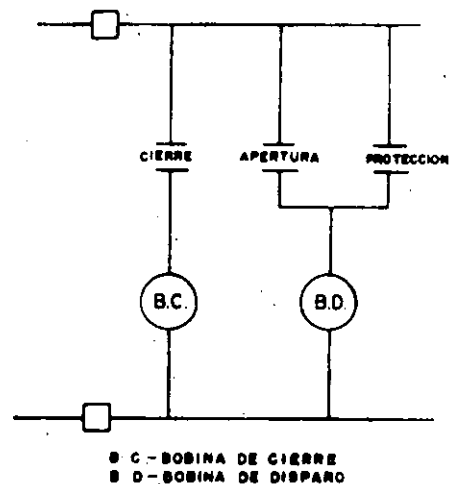 CIERRE APERTURA PROTECCION
B.C. B.D.
B C - BOBINA DE CIERRE
B D - BOBINA DE DISPARO